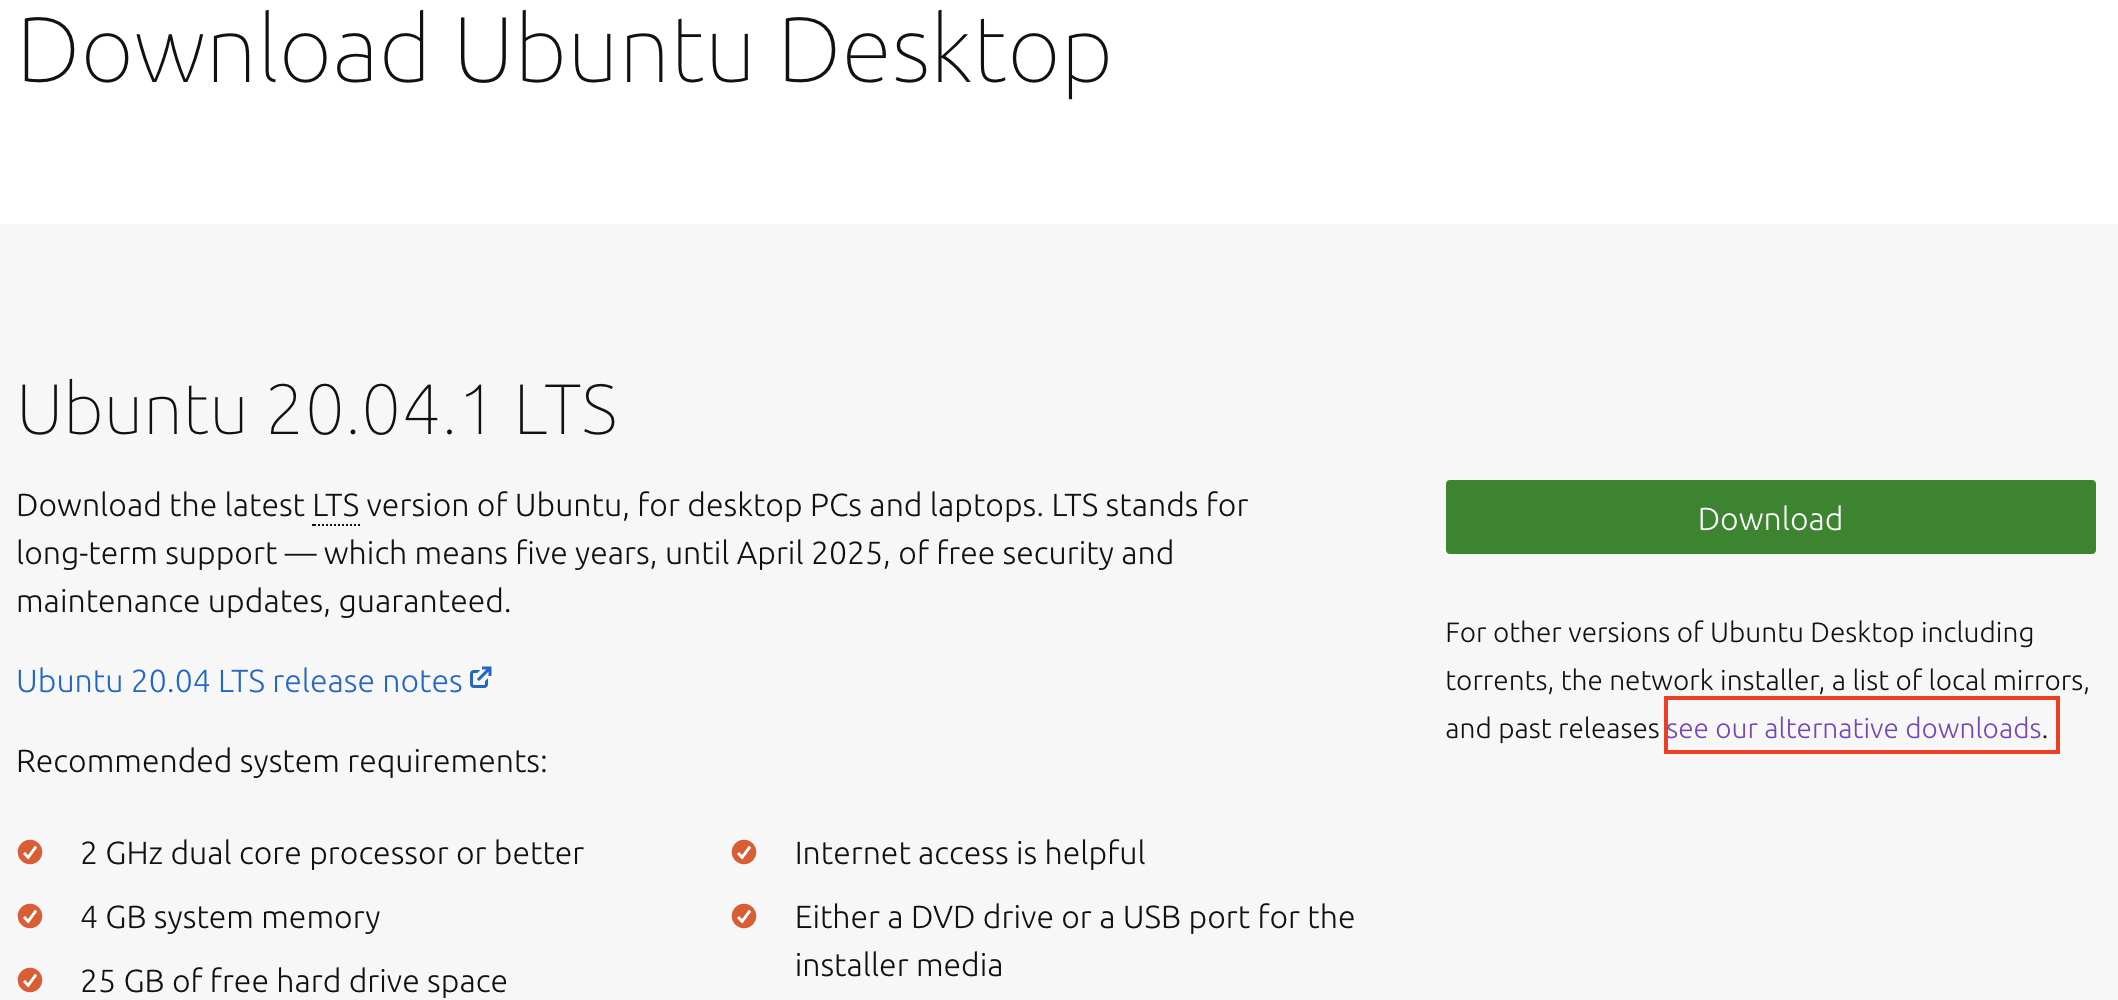 Download Ubuntu Desktop
Ubuntu 20.04.1 LTS
Download the latest LTS version of Ubuntu, for desktop PCs and laptops. LTS stands for
long-term support — which means five years, until April 2025, of free security and
maintenance updates, guaranteed.
Ubuntu 20.04 LTS release notes
Recommended system requirements:
2 GHz dual core processor or better
4 GB system memory
25 GB of free hard drive space
Internet access is helpful
Either a DVD drive or a USB port for the
installer media
Download
For other versions of Ubuntu Desktop including
torrents, the network installer, a list of local mirrors,
and past releases see our alternative downloads.